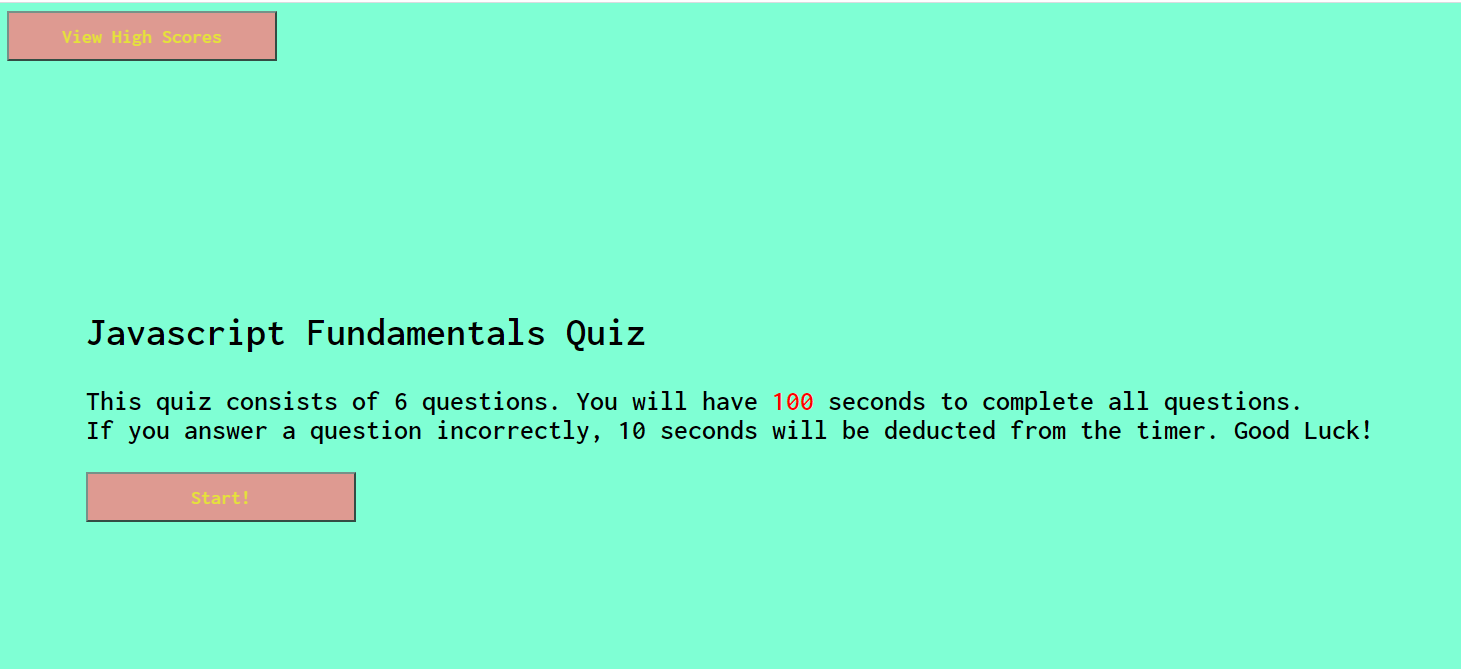 View High Scores
Javascript Fundamentals Quiz
This quiz consists of 6 questions. You will have 100 seconds to complete all questions.
If you answer a question incorrectly, 10 seconds will be deducted from the timer. Good Luck!
Start!